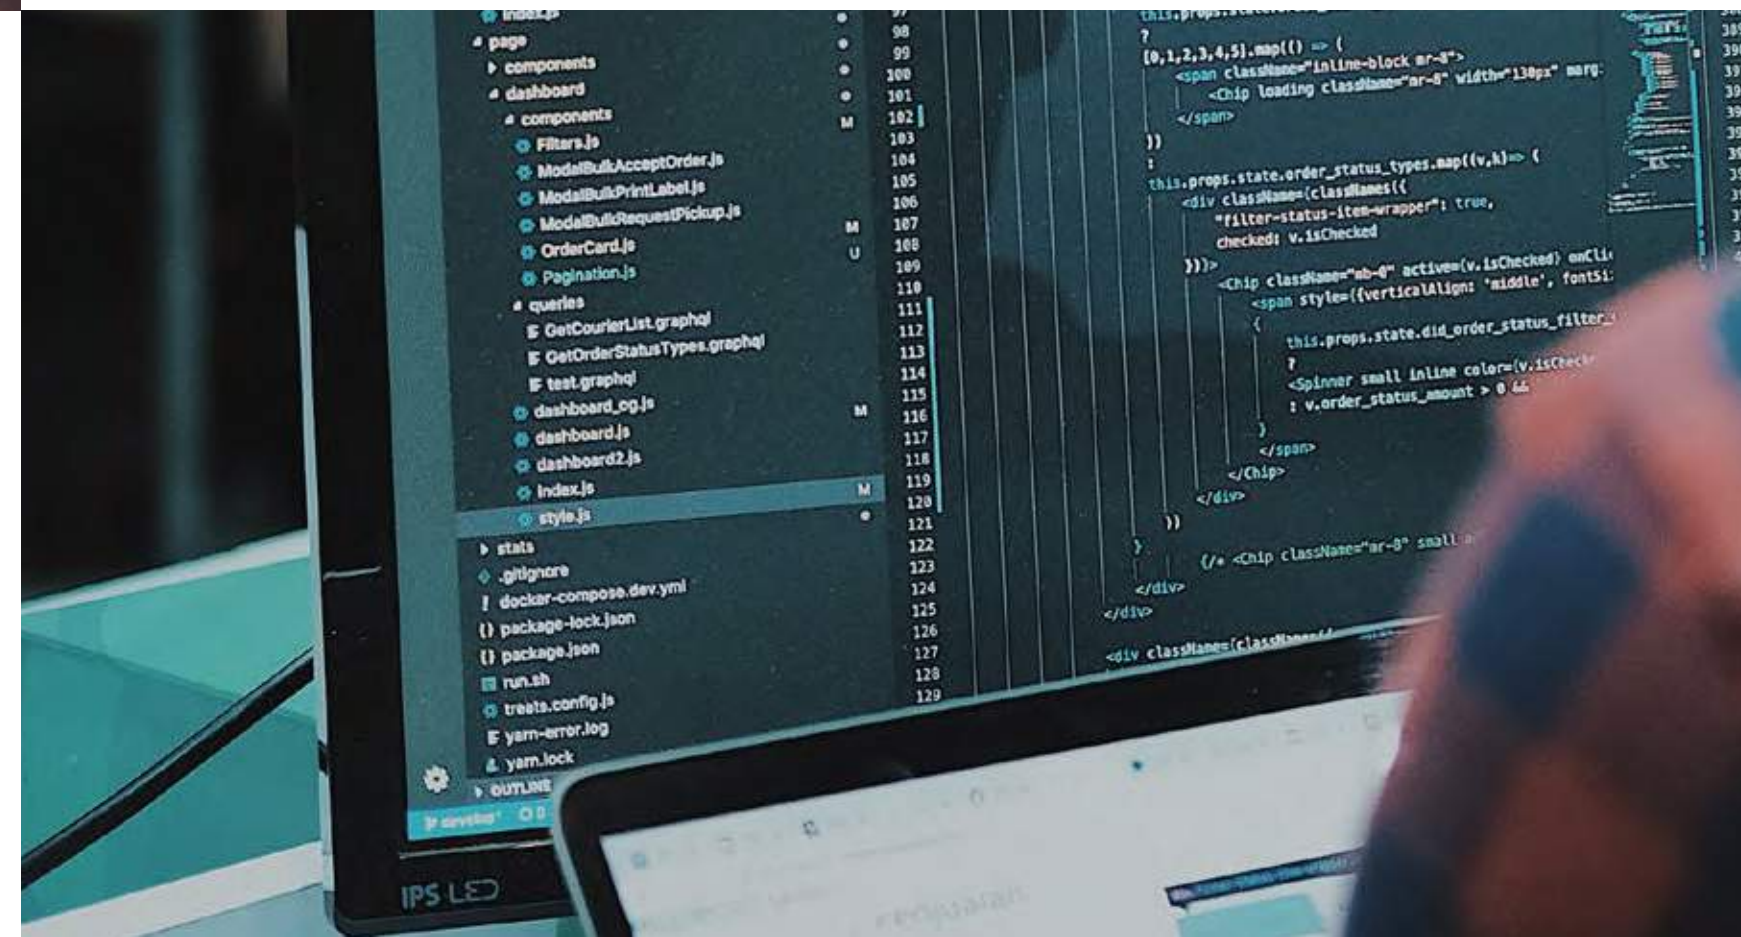 Index.js
page
components
dashboard
components
Filters.js
ModalBulkAcceptOrder.js
ModalBulkPrintLabel.js
ModalBulkRequestPickup.js
OrderCard.js
Pagination.js
queries
GetCourierList.graphql
GetOrderStatusTypes.graphql
test.graphql
dashboard_og.js
dashboard.js
dashboard2.js
Index.js
style.js
stats
.gitignore
docker-compose.dev.yml
package-lock.json
package.json
run.sh
treats.config.js
yarn-error.log
yarn.lock
OUTLINE
develop*
M
M
U
M
M
98
99
100
101
102
103
104
105
106
107
108
109
110
111
112
113
114
115
116
117
118
119
120
121
122
123
124
125
126
127
128
129
?
[0,1,2,3,4,5].map(() => {
<span className="inline-block mr-8">
<Chip loading className="mr-8" width="130px" marg
</span>
))
:
this.props.state.order_status_types.map((v,k)=> (
<div className={classNames({
"filter-status-item-wrapper": true,
checked: v.isChecked
})}>
<Chip className="mb-0" active={v.isChecked} onClic
<span style={{verticalAlign: 'middle', fontSi
{
this.props.state.did_order_status_filter_
?
<Spinner small inline color={v.isCheck
: v.order_status_amount > 0 &&
}
</span>
</Chip>
</div>
))
}
{/* <Chip className="mr-8" small
</div>
</div>
<div className={classNames({
IPS LED